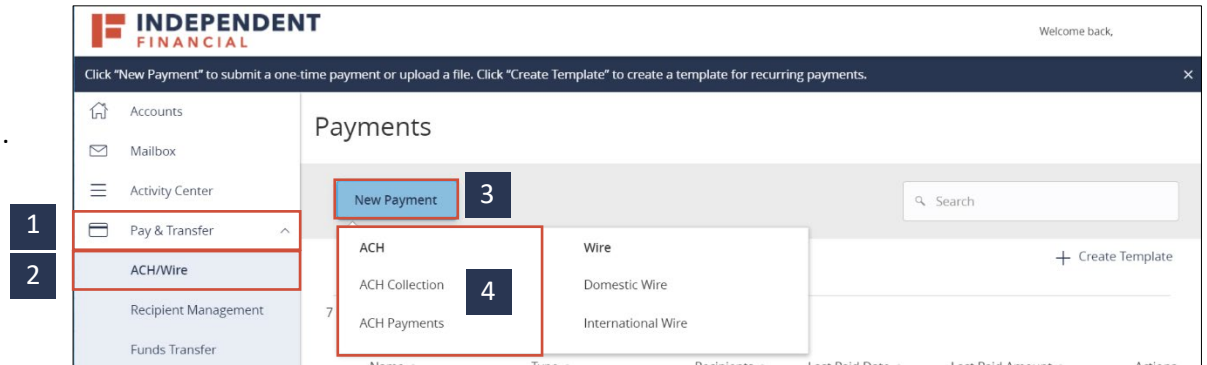 INDEPENDENT
FINANCIAL
Welcome back,
Click "New Payment" to submit a one-time payment or upload a file. Click "Create Template" to create a template for recurring payments. ×
Accounts
Payments
.
Mailbox
Activity Center
New Payment 3 Search
1 Pay & Transfer
ACH Wire
2 ACH/Wire + Create Template
ACH Collection 4 Domestic Wire
Recipient Management 7 ACH Payments International Wire
Funds Transfer
Name Type Recipients Last Paid Date Last Paid Amount Actions